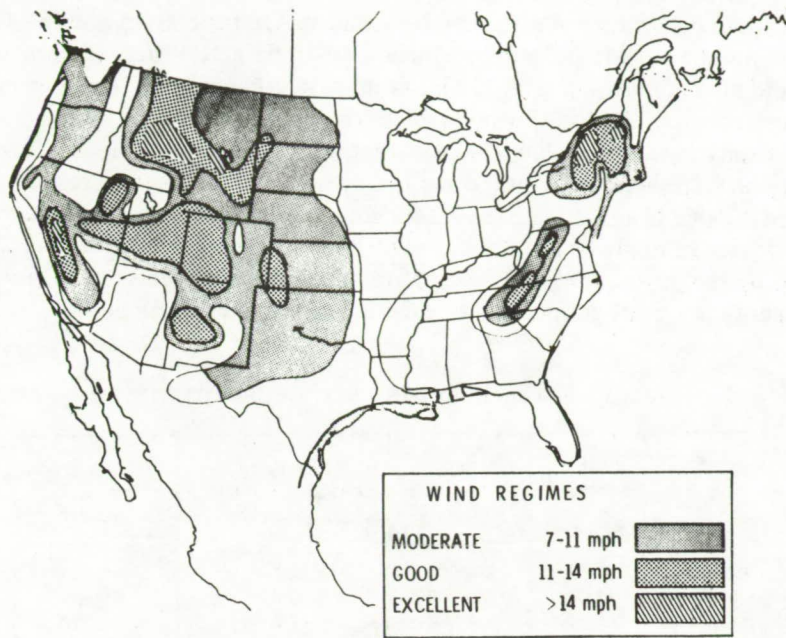 WIND REGIMES
MODERATE 7-11 mph
GOOD 11-14 mph
EXCELLENT >14 mph